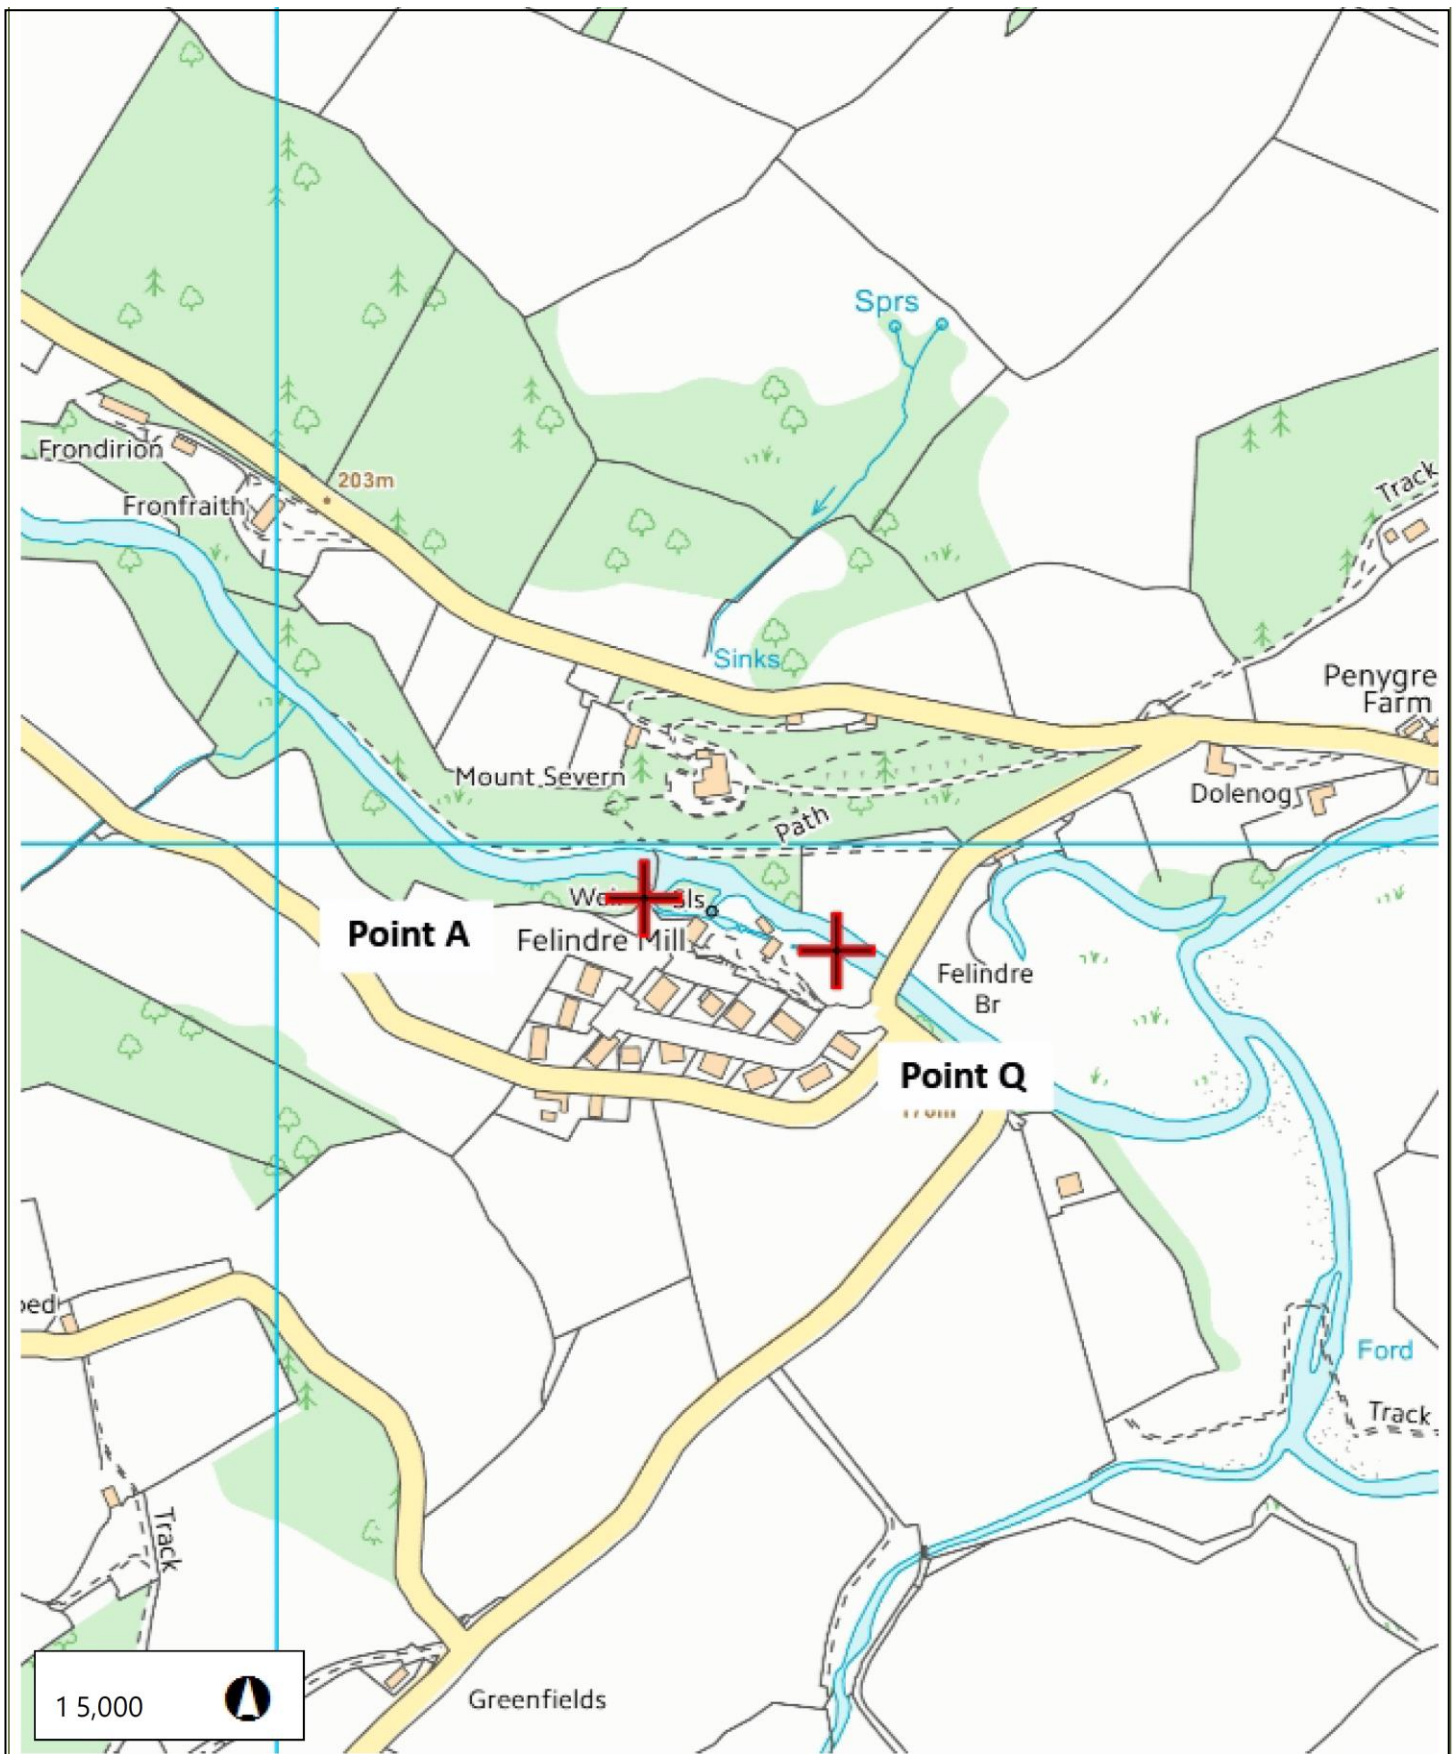 Sprs
Frondirion
203m
Fronfraith
Track
Sinks
Penygre
Farm
Mount Severn
Dolenog
Path
Sls
Point A
Felindre Mill
Felindre
Br
Point Q
Ford
Track
Track
Greenfields
1 5,000